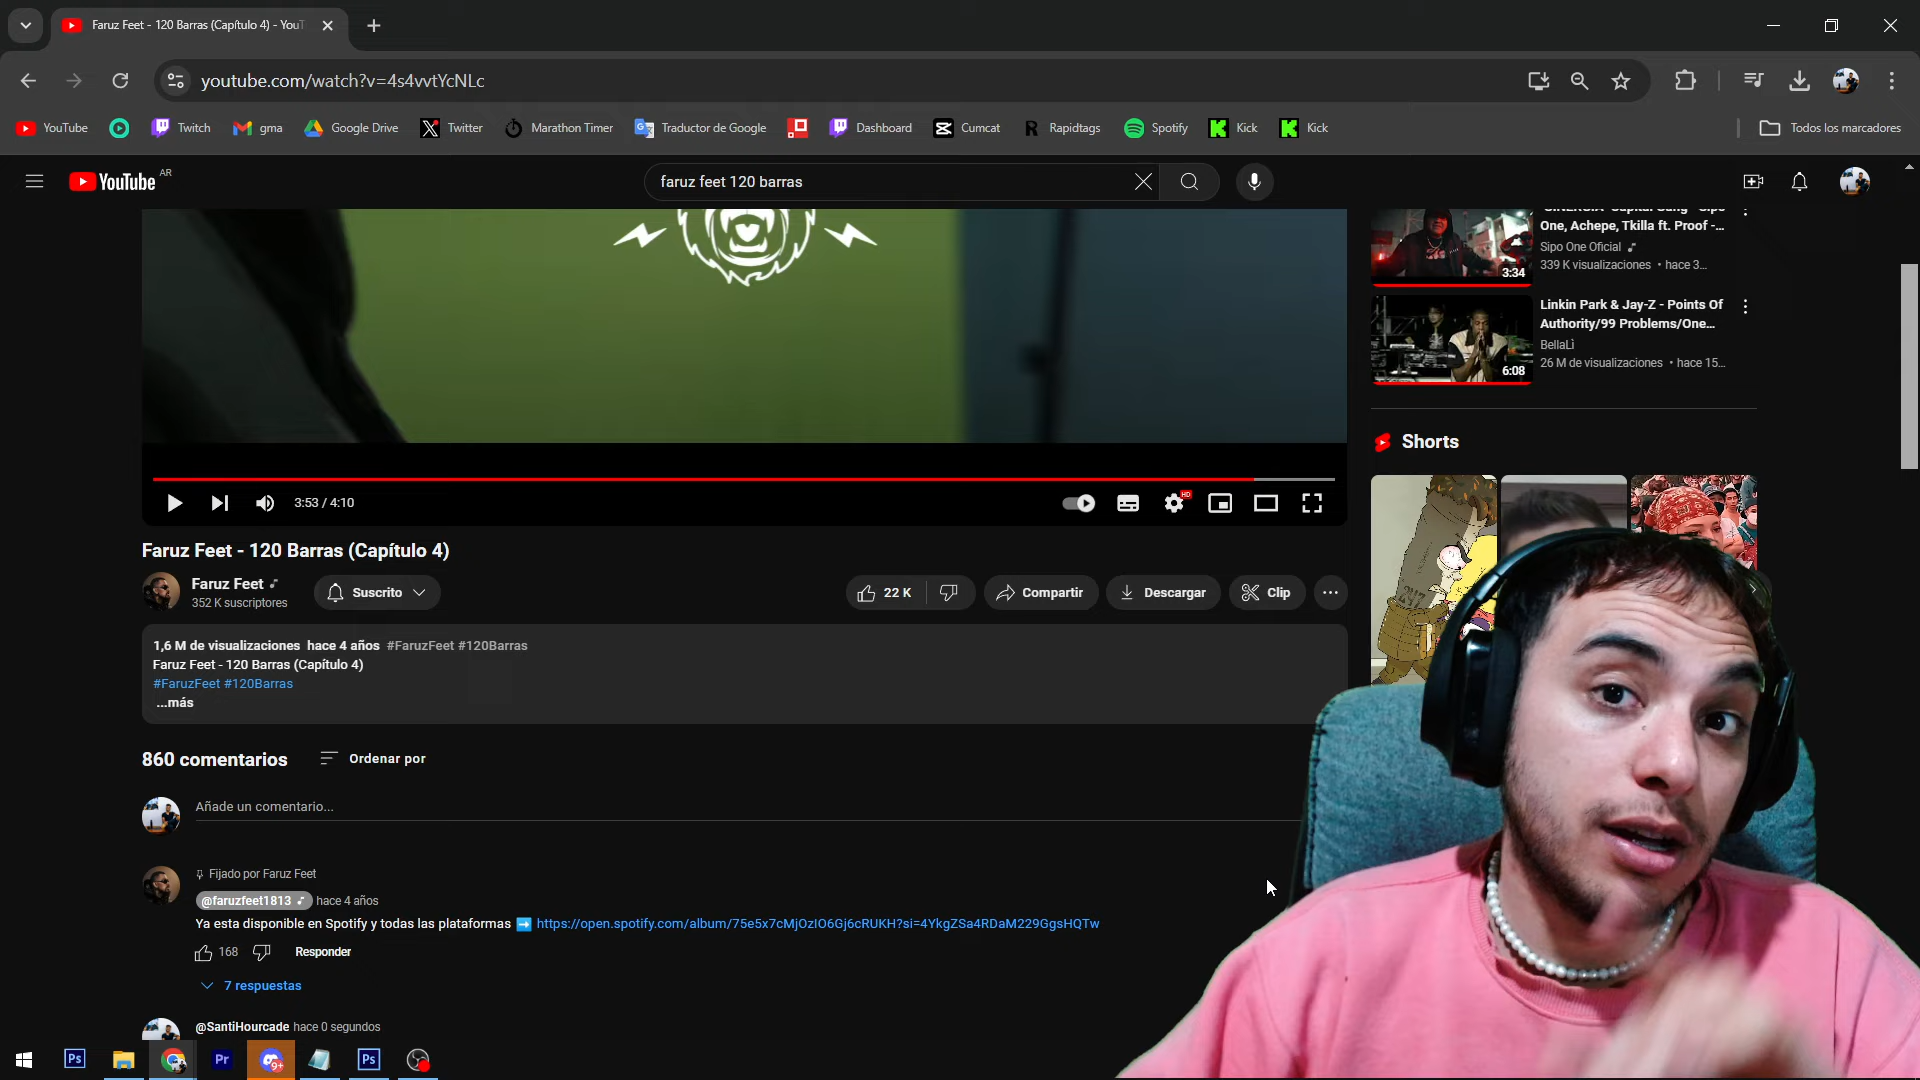 Faruz Feet - 120 Barras (Capítulo 4) - YouT
youtube.com/watch?v=4s4vvtYcNLc
YouTube
Twitch
gma
Google Drive
Twitter
Marathon Timer
Traductor de Google
Dashboard
Cumcat
Rapidtags
Spotify
Kick
Kick
Todos los marcadores
YouTube AR
faruz feet 120 barras
One, Achepe, Tkilla ft. Proof -...
Sipo One Oficial
339 K visualizaciones • hace 3...
3:34
Linkin Park & Jay-Z - Points Of
Authority/99 Problems/One...
BellaLì
26 M de visualizaciones • hace 15...
6:08
Shorts
3:53 / 4:10
HD
Faruz Feet - 120 Barras (Capítulo 4)
Faruz Feet
352 K suscriptores
Suscrito
22 K
Compartir
Descargar
Clip
1,6 M de visualizaciones hace 4 años #FaruzFeet #120Barras
Faruz Feet - 120 Barras (Capítulo 4)
#FaruzFeet #120Barras
...más
860 comentarios
Ordenar por
Añade un comentario...
Fijado por Faruz Feet
@faruzfeet1813 hace 4 años
Ya esta disponible en Spotify y todas las plataformas ➡ https://open.spotify.com/album/75e5x7cMjOzIO6Gj6cRUKH?si=4YkgZSa4RDaM229GgsHQTw
168
Responder
7 respuestas
@SantiHourcade hace 0 segundos
Ps
Pr
9+
Ps